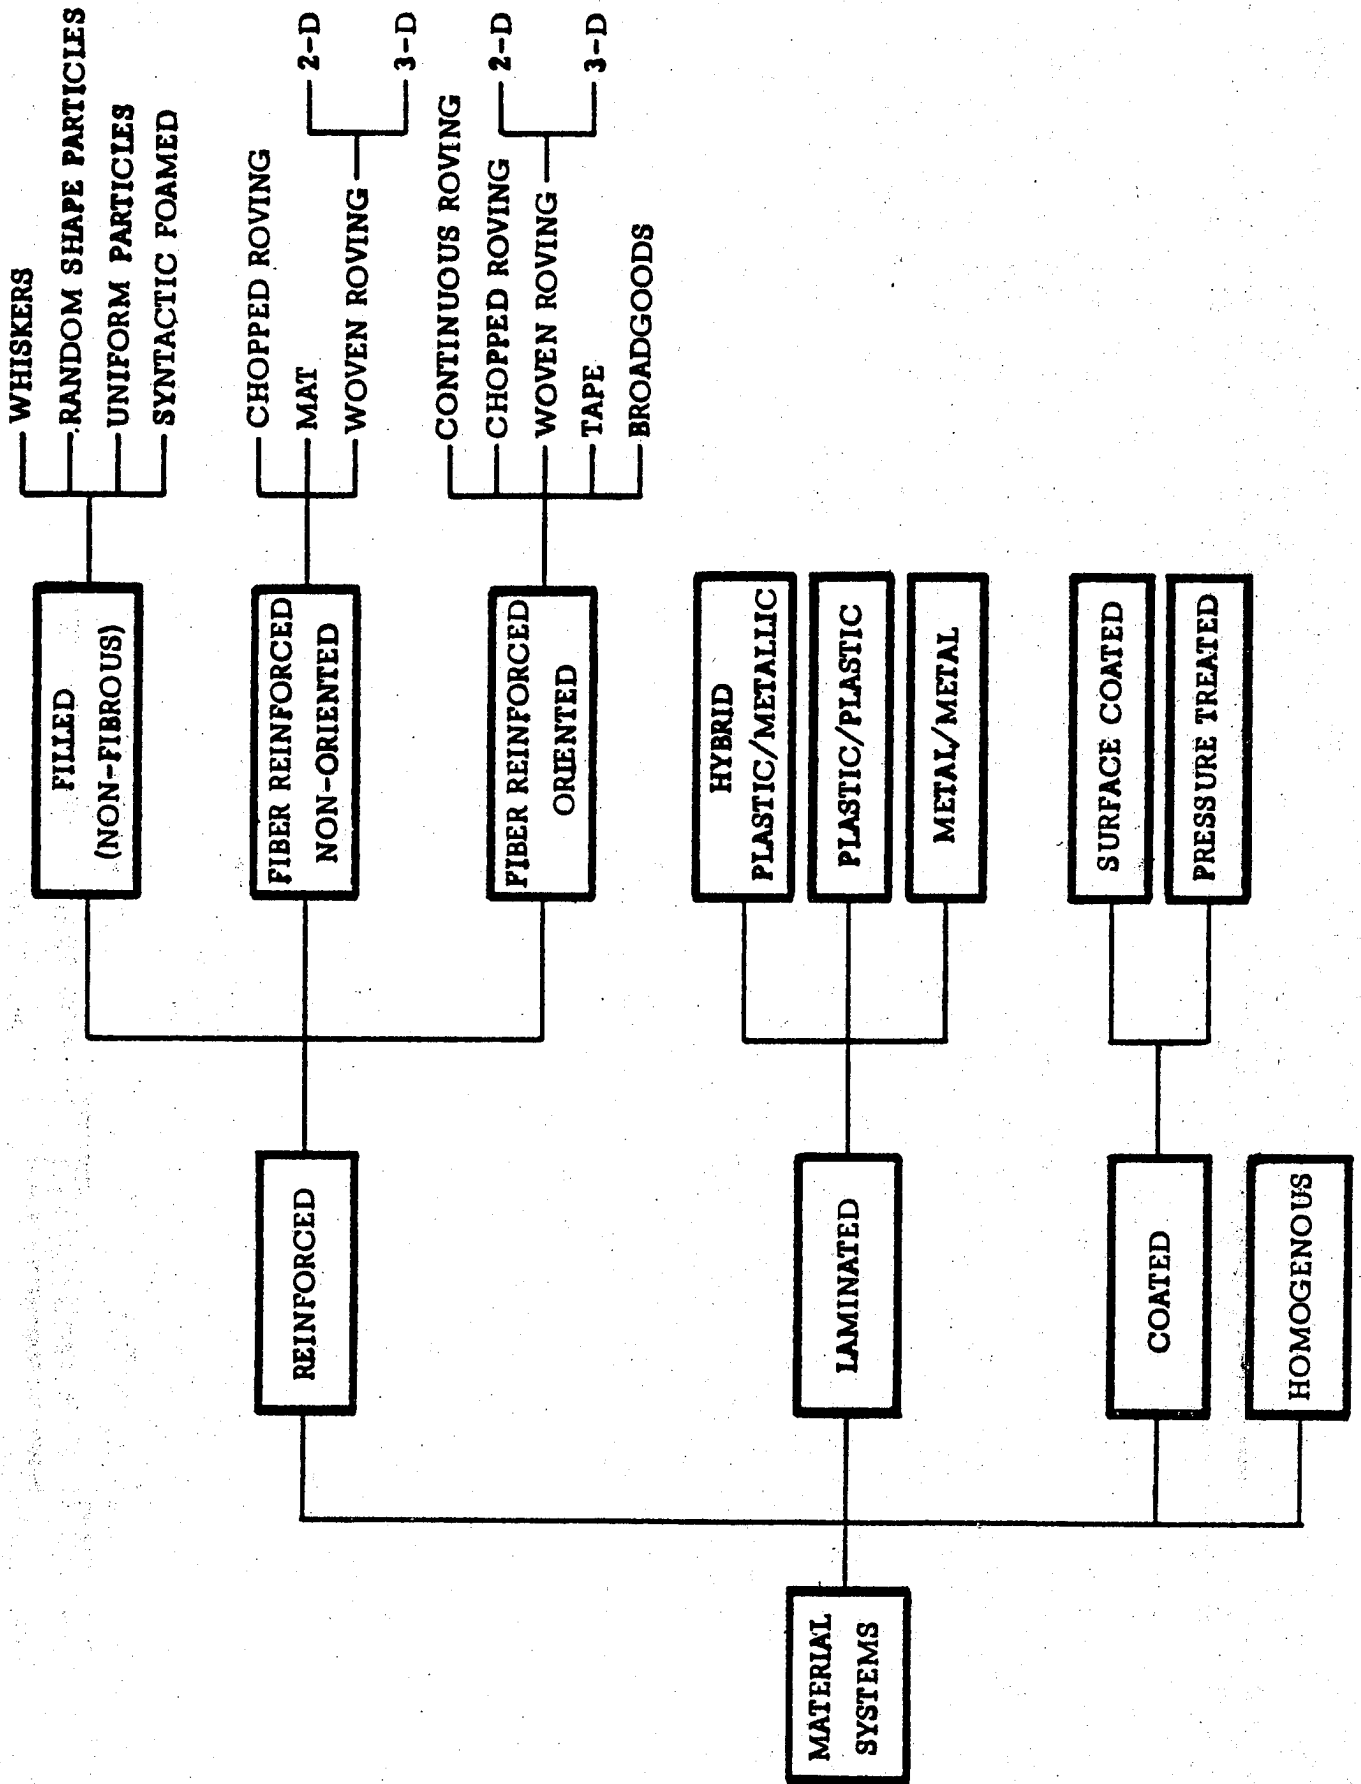 MATERIAL
SYSTEMS
REINFORCED
LAMINATED
COATED
HOMOGENOUS
FILLED
(NON-FIBROUS)
FIBER REINFORCED
NON-ORIENTED
FIBER REINFORCED
ORIENTED
HYBRID
PLASTIC/METALLIC
PLASTIC/PLASTIC
METAL/METAL
SURFACE COATED
PRESSURE TREATED
WHISKERS
RANDOM SHAPE PARTICLES
UNIFORM PARTICLES
SYNTACTIC FOAMED
CHOPPED ROVING
MAT
WOVEN ROVING
2-D
3-D
CONTINUOUS ROVING
CHOPPED ROVING
WOVEN ROVING
2-D
3-D
TAPE
BROADGOODS